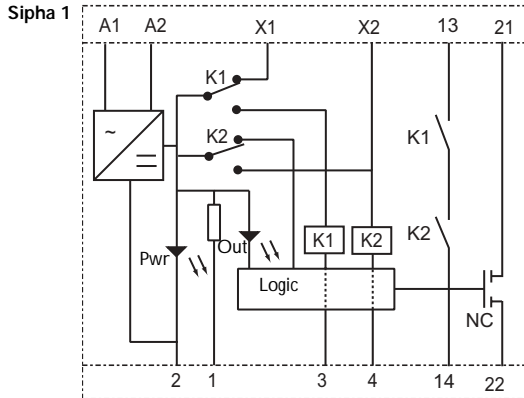 Sipha 1
A1 A2 X1 X2 13 21
K1
~
K2
K1
K2
Pwr
Out
K1 K2
Logic
NC
2 1 3 4 14 22